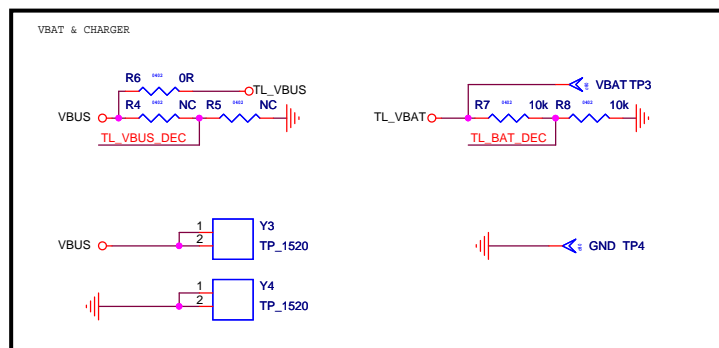 VBAT & CHARGER
R6 0402 0R
TL_VBUS
VBUS
R4 0402 NC
R5 0402 NC
TL_VBUS_DEC
VBAT TP3
TL_VBAT
R7 0402 10k
R8 0402 10k
TL_BAT_DEC
VBUS
1
2
Y3
TP_1520
GND TP4
1
2
Y4
TP_1520